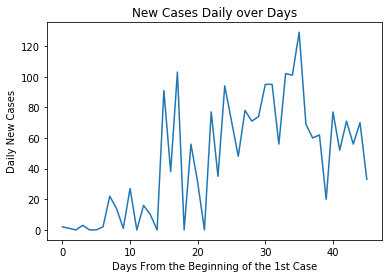 New Cases Daily over Days
Daily New Cases
120
100
80
60
40
20
0
0 10 20 30 40
Days From the Beginning of the 1st Case